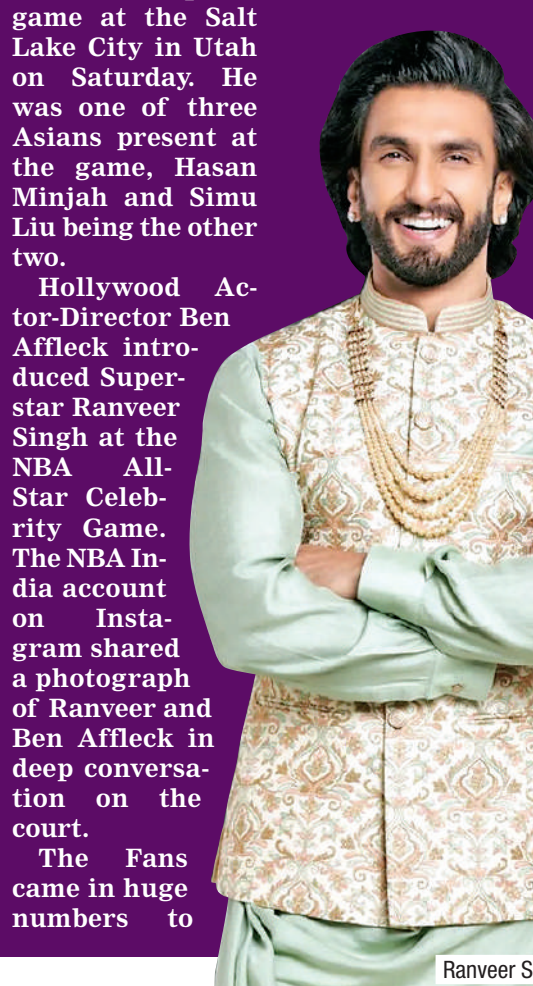 game at the Salt
Lake City in Utah
on Saturday. He
was one of three
Asians present at
the game, Hasan
Minjah and Simu
Liu being the other
two.
Hollywood Ac-
tor-Director Ben
Affleck intro-
duced Super-
star Ranveer
Singh at the
NBA All-
Star Celeb-
rity Game.
The NBA In-
dia account
on Insta-
gram shared
a photograph
of Ranveer and
Ben Affleck in
deep conversa-
tion on the
court.
The Fans
came in huge
numbers to
Ranveer S